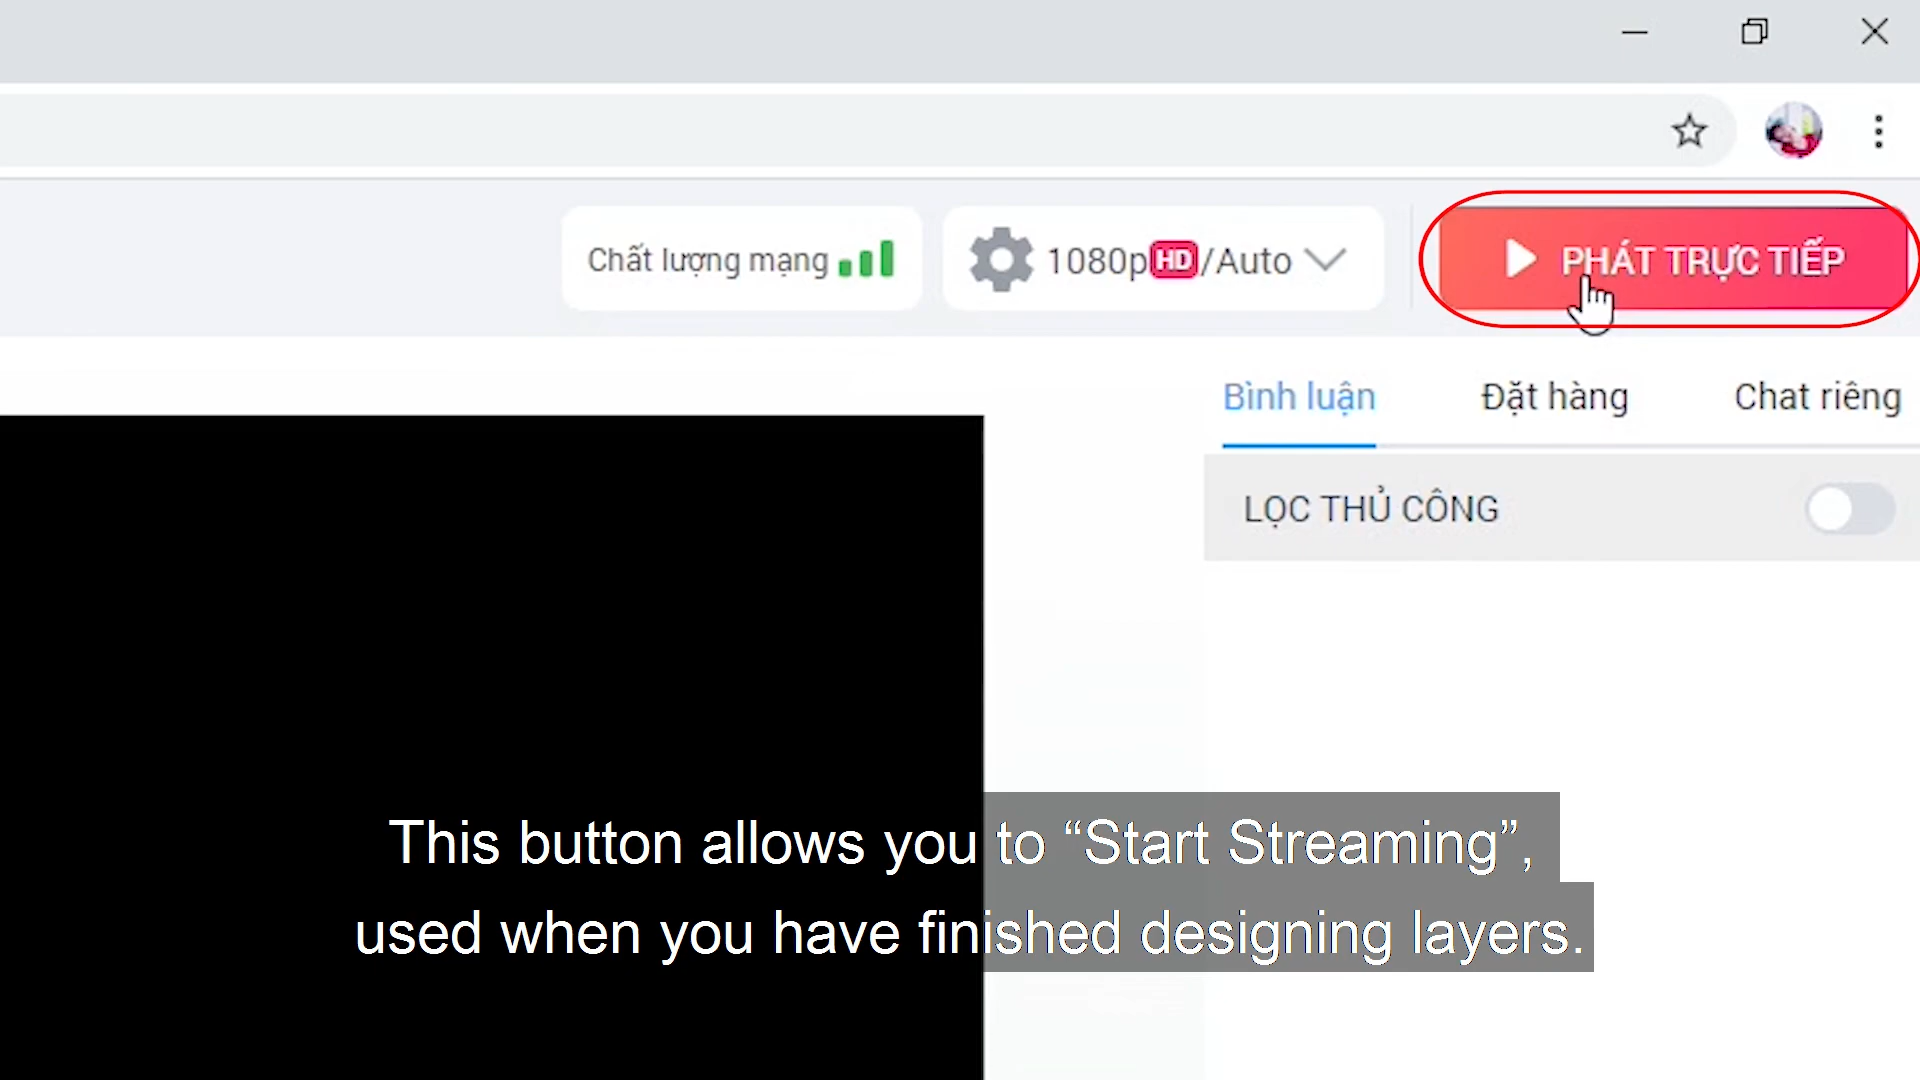 Chất lượng mạng
1080p HD /Auto
PHÁT TRỰC TIẾP
Bình luận
Đặt hàng
Chat riêng
LỌC THỦ CÔNG
This button allows you to “Start Streaming”,
used when you have finished designing layers.